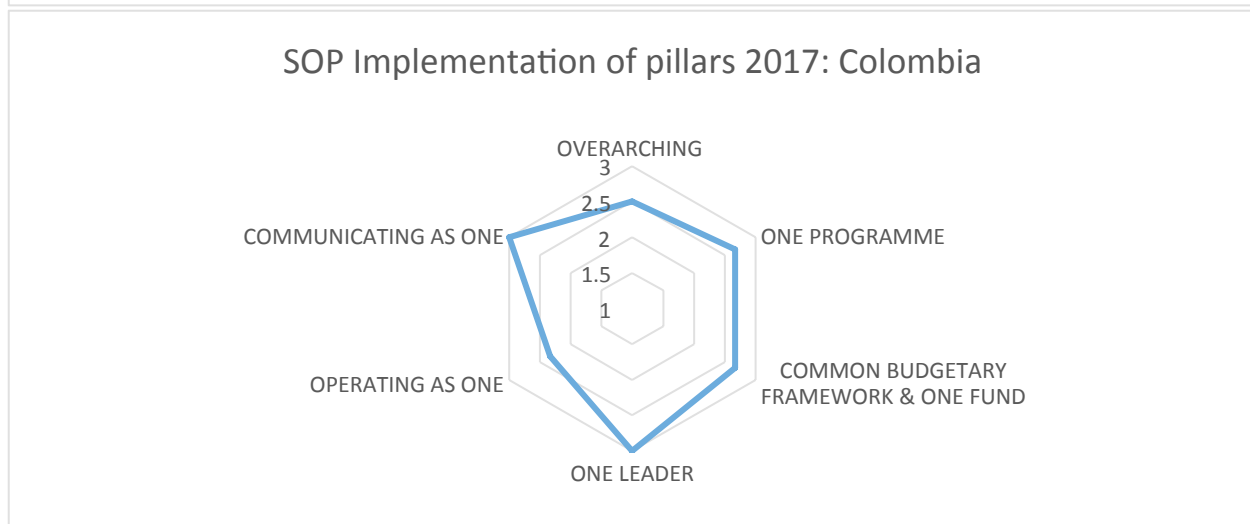 SOP Implementation of pillars 2017: Colombia
OVERARCHING
3
2.5
2
1.5
1
COMMUNICATING AS ONE
ONE PROGRAMME
OPERATING AS ONE
COMMON BUDGETARY
FRAMEWORK & ONE FUND
ONE LEADER